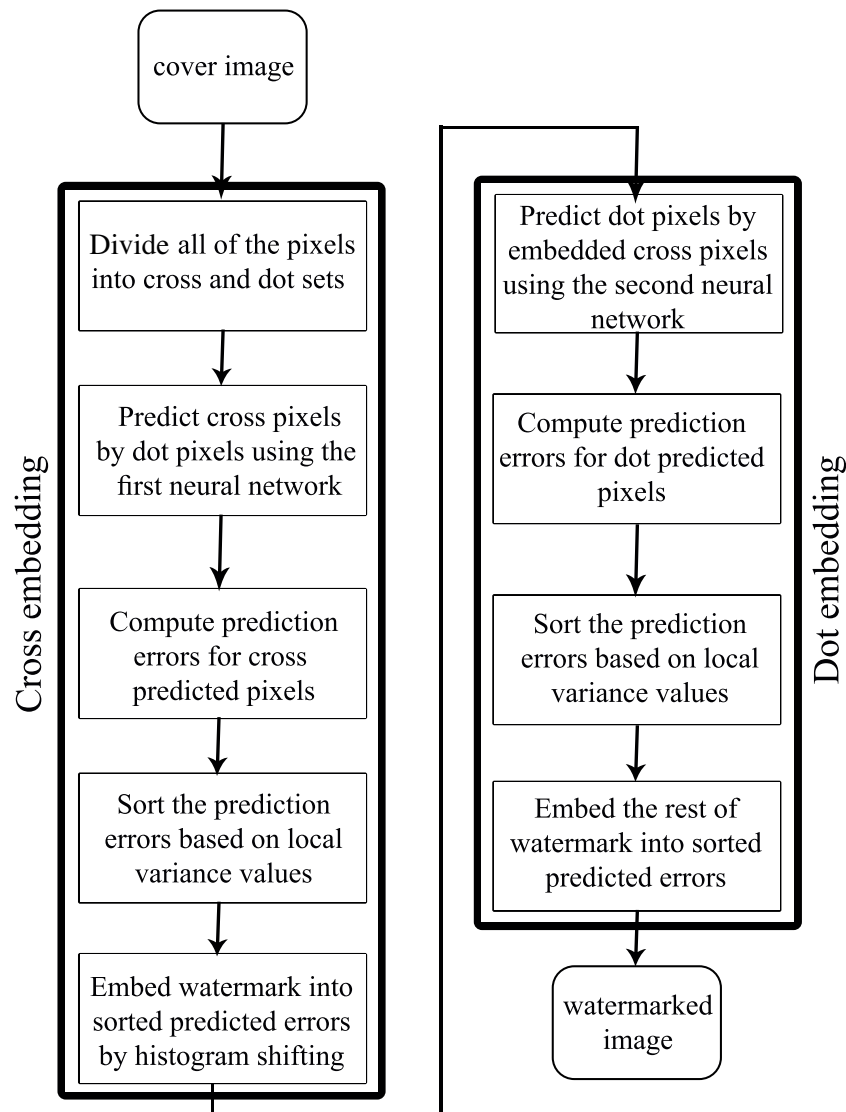 cover image
Cross embedding
Divide all of the pixels
into cross and dot sets
Predict cross pixels
by dot pixels using the
first neural network
Compute prediction
errors for cross
predicted pixels
Sort the prediction
errors based on local
variance values
Embed watermark into
sorted predicted errors
by histogram shifting
Dot embedding
Predict dot pixels by
embedded cross pixels
using the second neural
network
Compute prediction
errors for dot predicted
pixels
Sort the prediction
errors based on local
variance values
Embed the rest of
watermark into sorted
predicted errors
watermarked
image